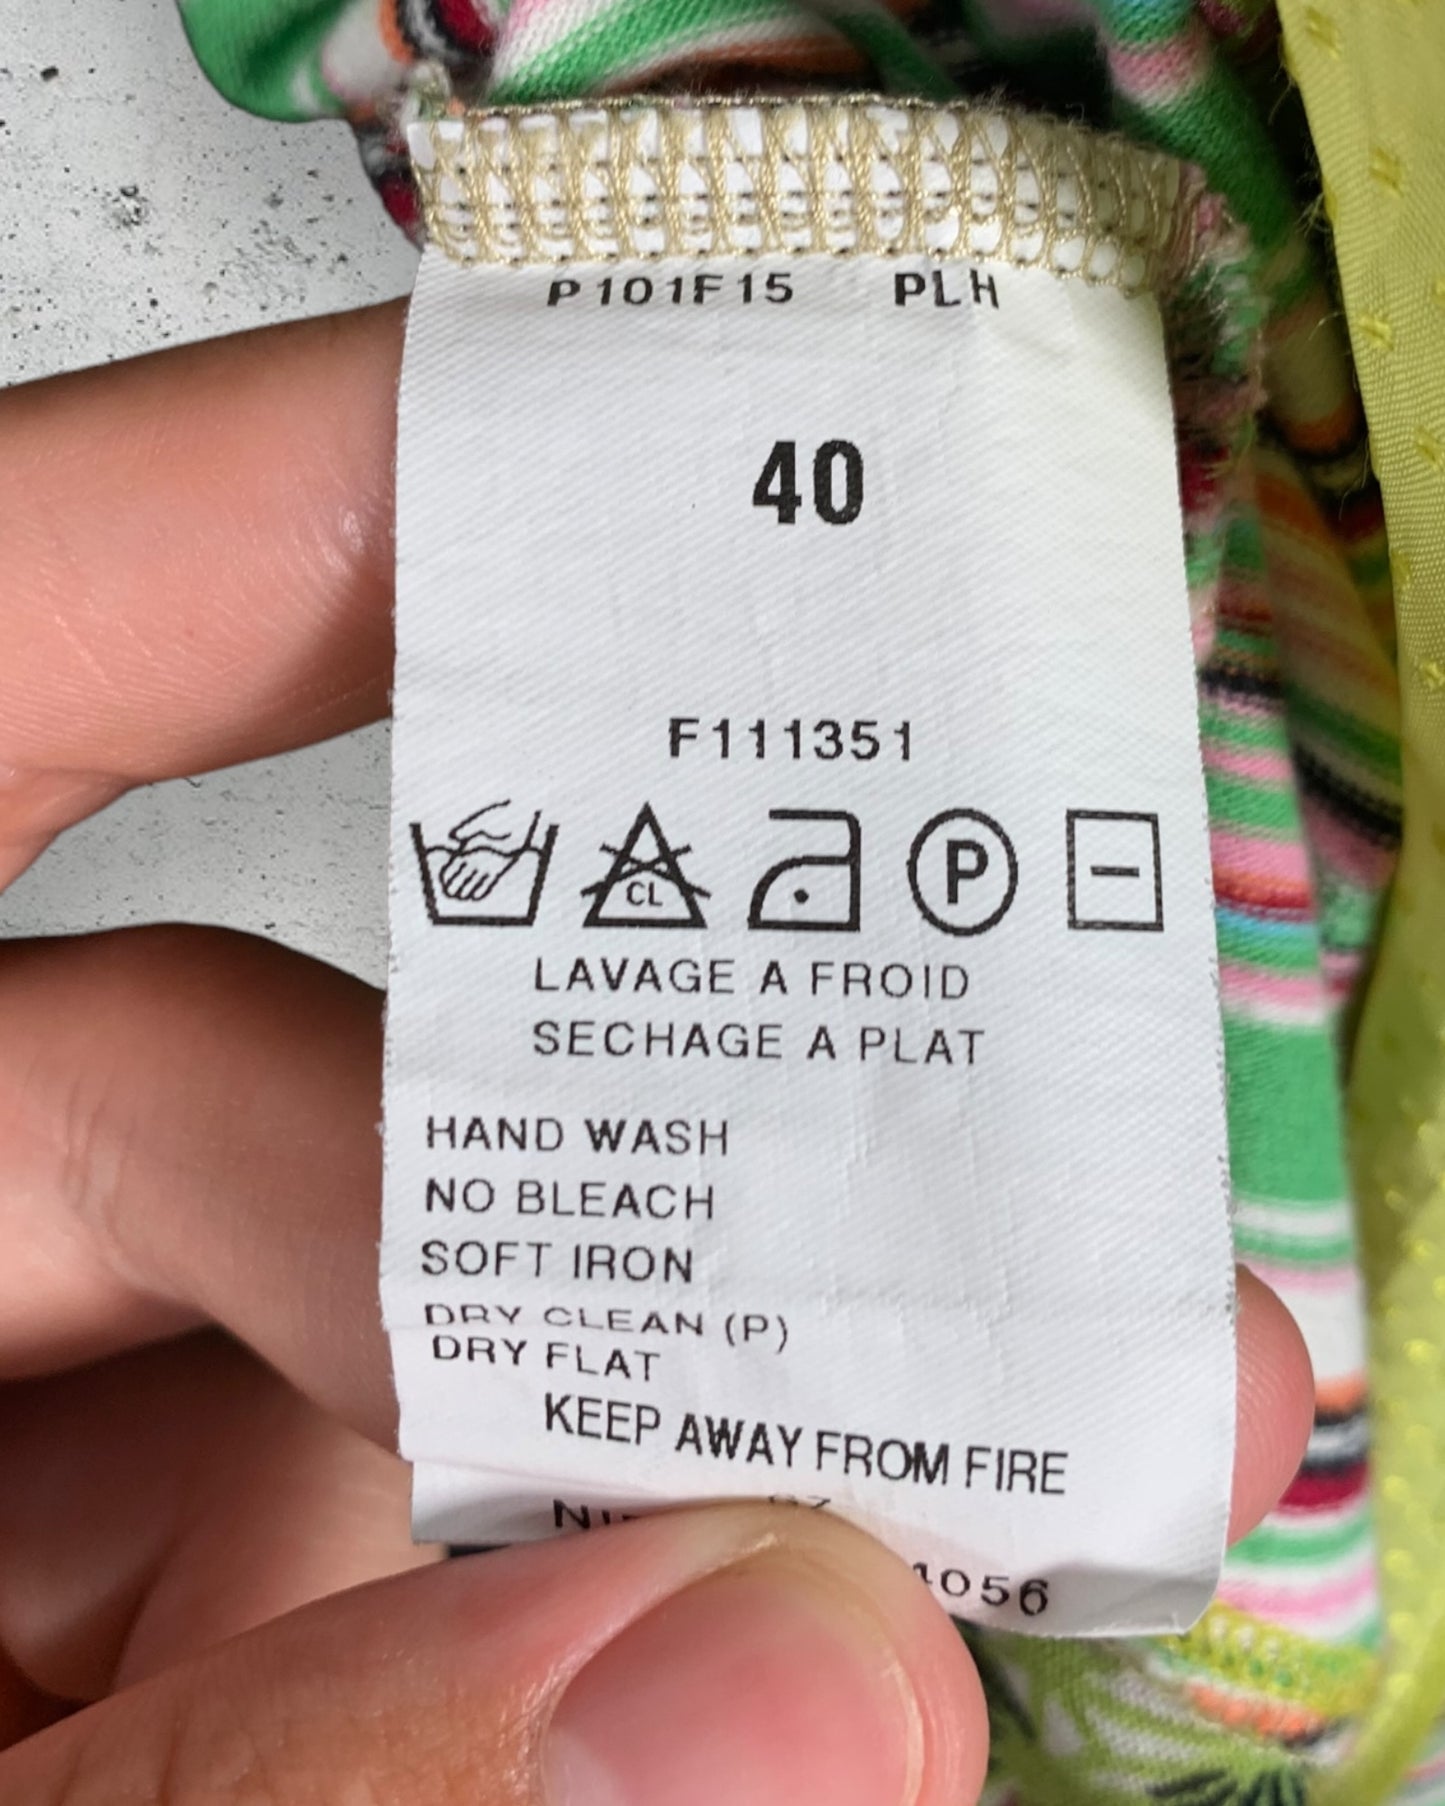 P101F15 PLH
40
F111351
CL P
LAVAGE A FROID
SECHAGE A PLAT
HAND WASH
NO BLEACH
SOFT IRON
DRY CLEAN (P)
DRY FLAT
KEEP AWAY FROM FIRE